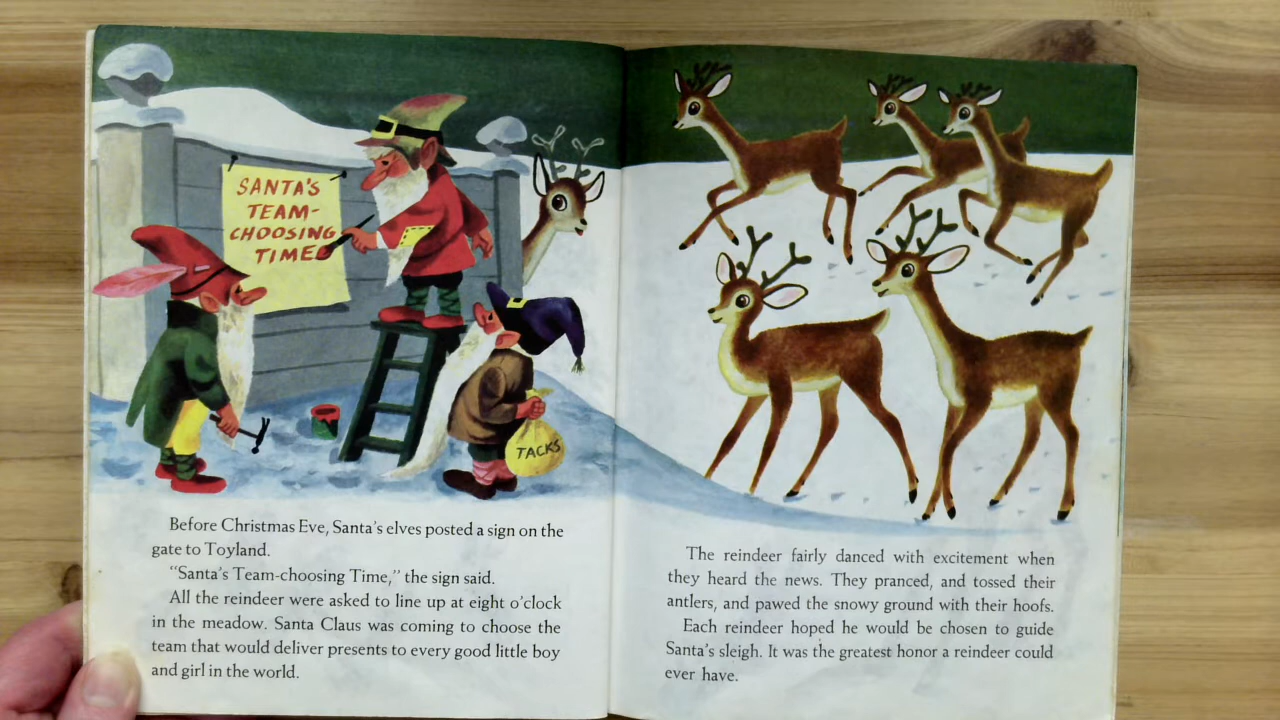 SANTA'S
TEAM-
CHOOSING
TIME
TACKS
Before Christmas Eve, Santa's elves posted a sign on the
gate to Toyland.
"Santa's Team-choosing Time," the sign said.
All the reindeer were asked to line up at eight o'clock
in the meadow. Santa Claus was coming to choose the
team that would deliver presents to every good little boy
and girl in the world.
The reindeer fairly danced with excitement when
they heard the news. They pranced, and tossed their
antlers, and pawed the snowy ground with their hoofs.
Each reindeer hoped he would be chosen to guide
Santa's sleigh. It was the greatest honor a reindeer could
ever have.